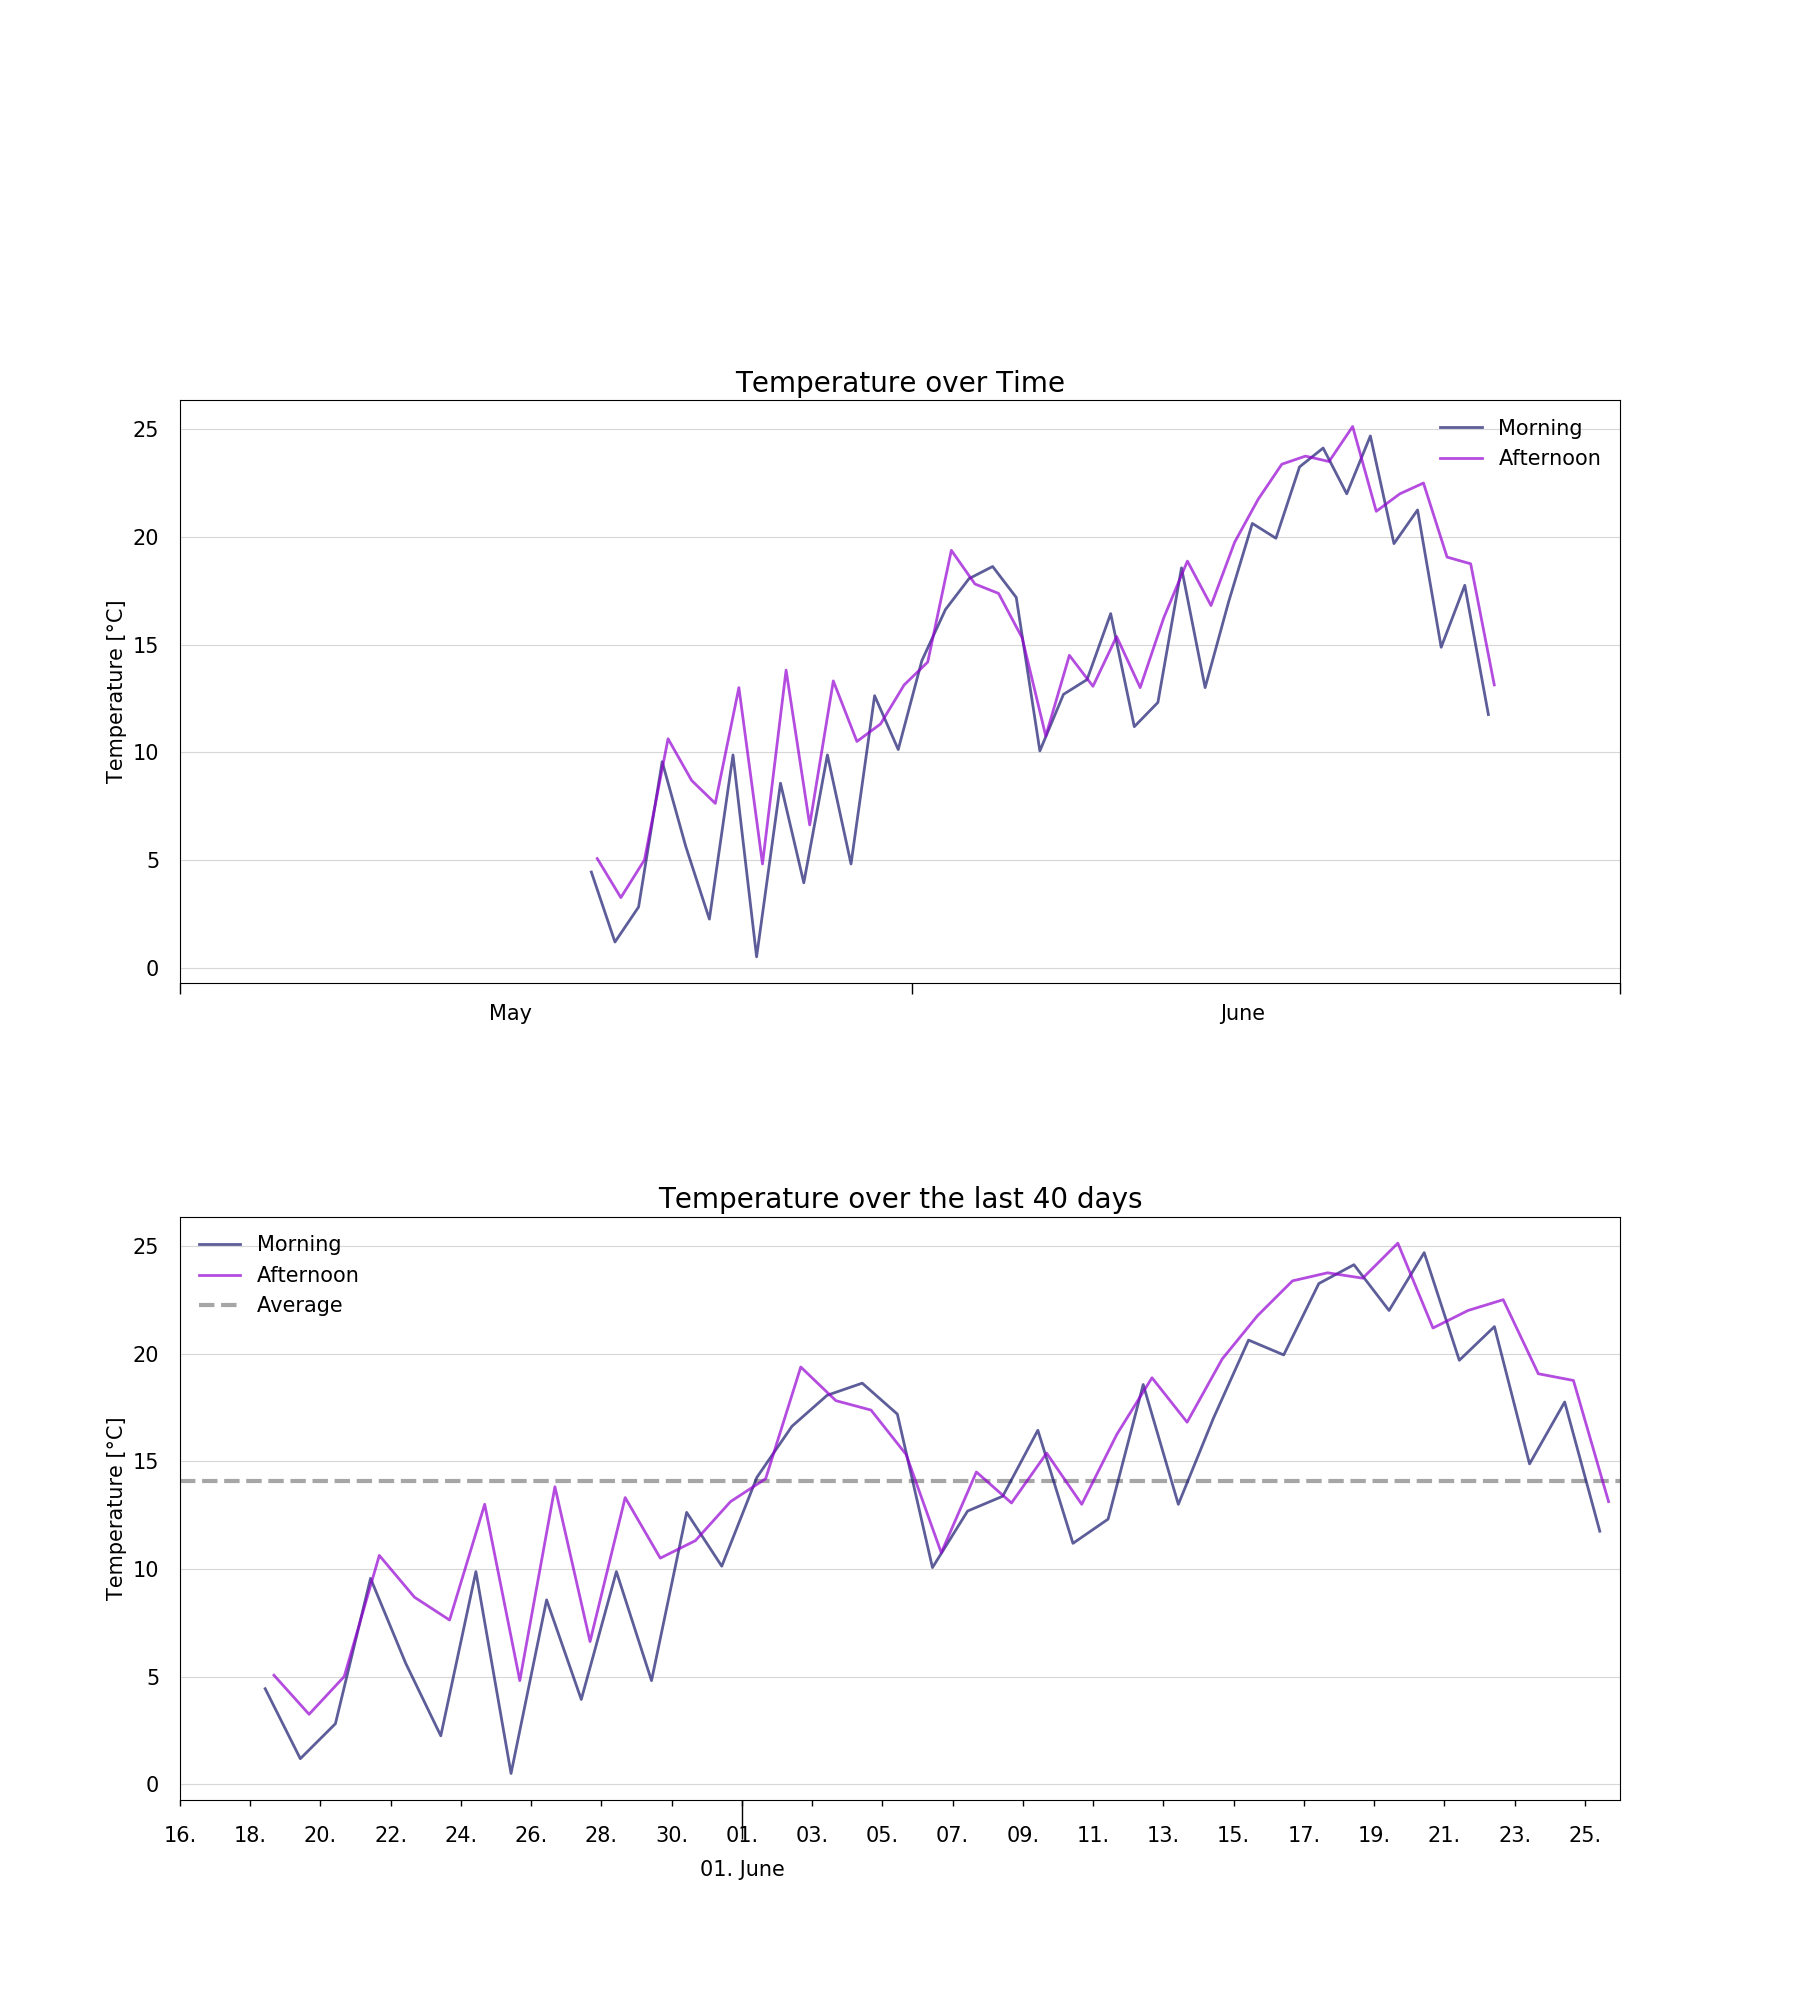 Temperature over Time
Temperature [°C]
25
20
15
10
5
0
Morning
Afternoon
May June
Temperature over the last 40 days
Temperature [°C]
25
20
15
10
5
0
Morning
Afternoon
Average
16. 18. 20. 22. 24. 26. 28. 30. 01. 03. 05. 07. 09. 11. 13. 15. 17. 19. 21. 23. 25.
01. June